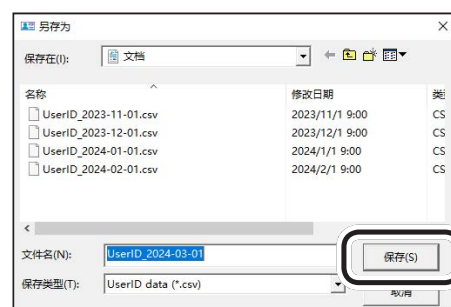 另存为
保存在(I): 文档
名称 修改日期 类
UserID_2023-11-01.csv 2023/11/1 9:00 CS
UserID_2023-12-01.csv 2023/12/1 9:00 CS
UserID_2024-01-01.csv 2024/1/1 9:00 CS
UserID_2024-02-01.csv 2024/2/1 9:00 CS
文件名(N): UserID_2024-03-01 保存(S)
保存类型(T): UserID data (*.csv) 取消